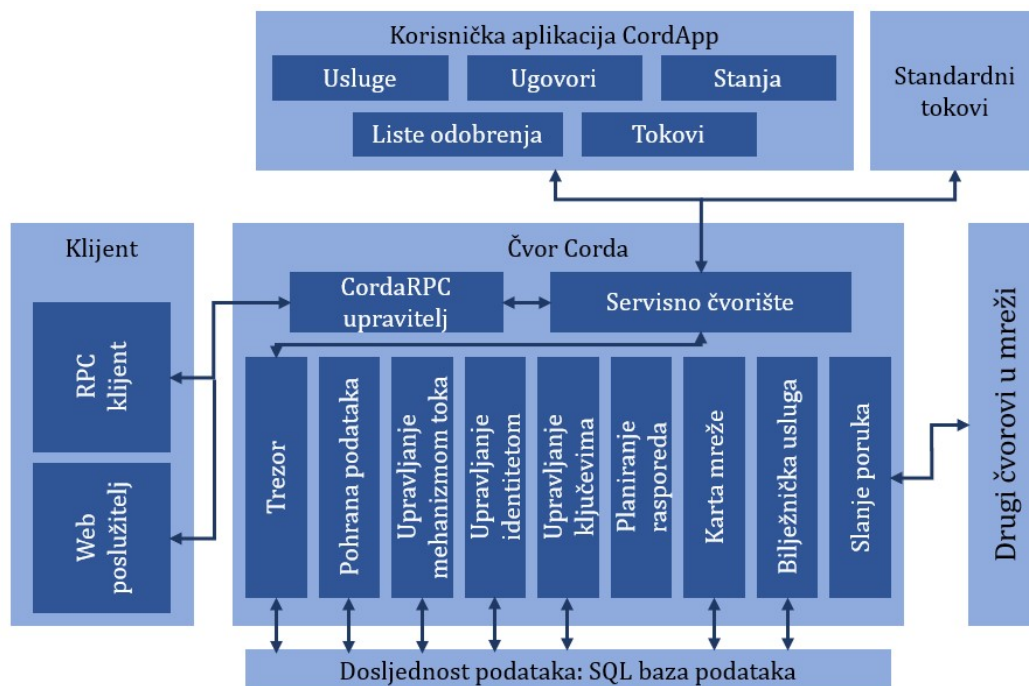 Korisnička aplikacija CordApp
Usluge
Ugovori
Stanja
Liste odobrenja
Tokovi
Standardni
tokovi
Klijent
RPC
klijent
Web
poslužitelj
Čvor Corda
CordaRPC
upravitelj
Servisno čvorište
Trezor
Pohrana podataka
Upravljanje
mehanizmom toka
Upravljanje
identitetom
Upravljanje
ključevima
Planiranje
rasporeda
Karta mreže
Bilježnička usluga
Slanje poruka
Drugi čvorovi u mreži
Dosljednost podataka: SQL baza podataka